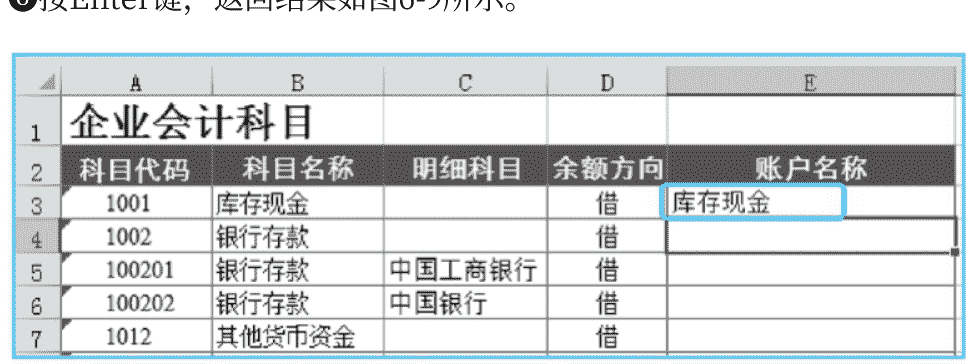 ❻按Enter键，返回结果如图6-9所示。
A B C D E
1 企业会计科目
2 科目代码 科目名称 明细科目 余额方向 账户名称
3 1001 库存现金 借 库存现金
4 1002 银行存款 借
5 100201 银行存款 中国工商银行 借
6 100202 银行存款 中国银行 借
7 1012 其他货币资金 借